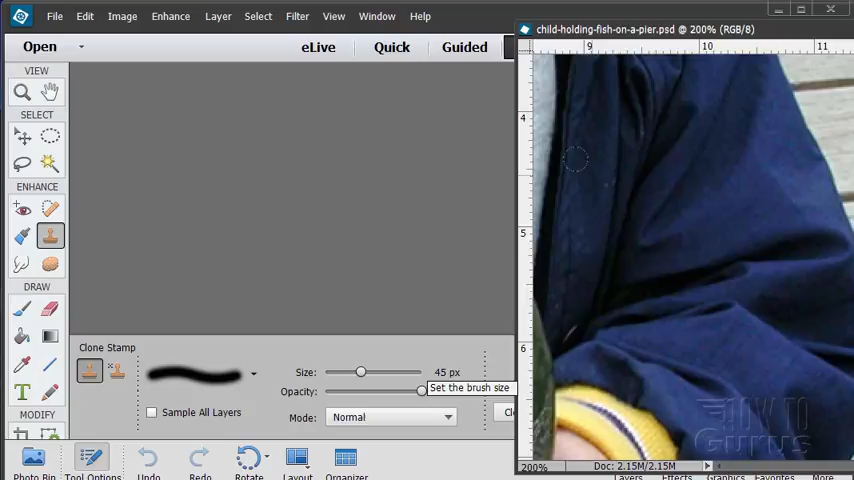 File Edit Image Enhance Layer Select Filter View Window Help
child-holding-fish-on-a-pier.psd @ 200% (RGB/8)
Open eLive Quick Guided
9 10 11
VIEW
4
SELECT
ENHANCE
5
DRAW
6
Clone Stamp
Size: 45 px
Set the brush size
Opacity:
Sample All Layers
Mode: Normal
HOW TO
Gurus
MODIFY
200% Doc: 2.15M/2.15M
Photo Bin Tool Options Undo Redo Rotate Layout Organizer
Layers Effects Graphics Favorites More